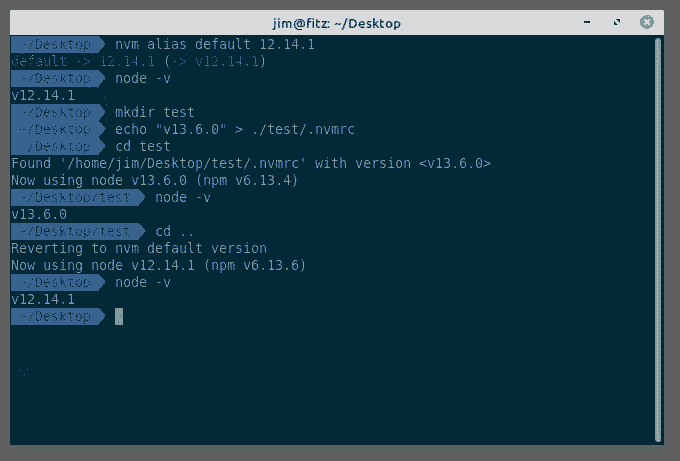 jim@fitz: ~/Desktop
~/Desktop nvm alias default 12.14.1
default -> 12.14.1 (-> v12.14.1)
~/Desktop node -v
v12.14.1
~/Desktop mkdir test
~/Desktop echo "v13.6.0" > ./test/.nvmrc
~/Desktop cd test
Found '/home/jim/Desktop/test/.nvmrc' with version <v13.6.0>
Now using node v13.6.0 (npm v6.13.4)
~/Desktop/test node -v
v13.6.0
~/Desktop/test cd ..
Reverting to nvm default version
Now using node v12.14.1 (npm v6.13.6)
~/Desktop node -v
v12.14.1
~/Desktop